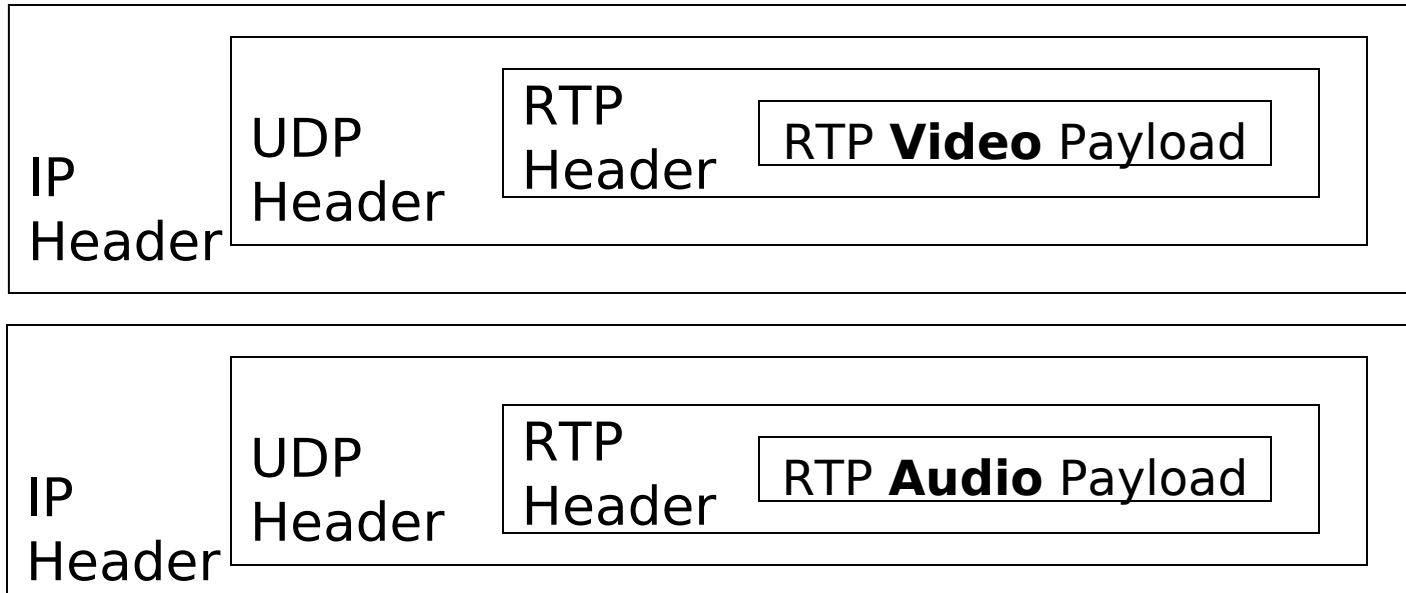 IP
Header
UDP
Header
RTP
Header
RTP Video Payload
IP
Header
UDP
Header
RTP
Header
RTP Audio Payload